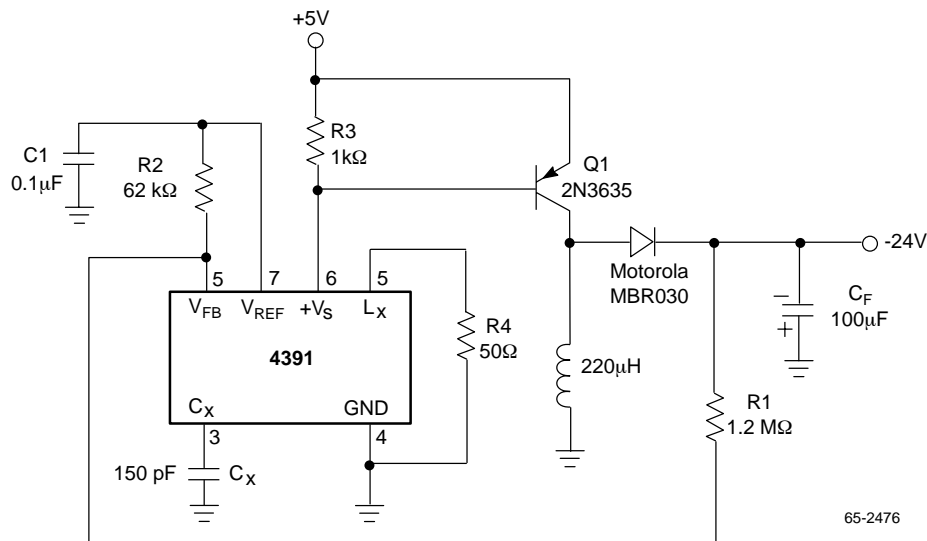 +5V
R3
1kΩ
C1
0.1µF
R2
62 kΩ
Q1
2N3635
-24V
Motorola
MBR030
5
7
6
5
VFB
VREF
+VS
LX
4391
R4
50Ω
CF
100µF
220µH
CX
GND
3
4
R1
1.2 MΩ
150 pF
CX
65-2476